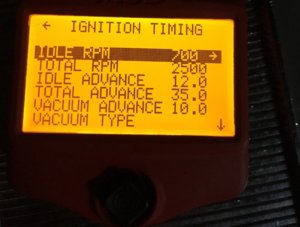 ← IGNITION TIMING
IDLE RPM 700 →
TOTAL RPM 2500
IDLE ADVANCE 12.0
TOTAL ADVANCE 35.0
VACUUM ADVANCE 10.0
VACUUM TYPE ↓